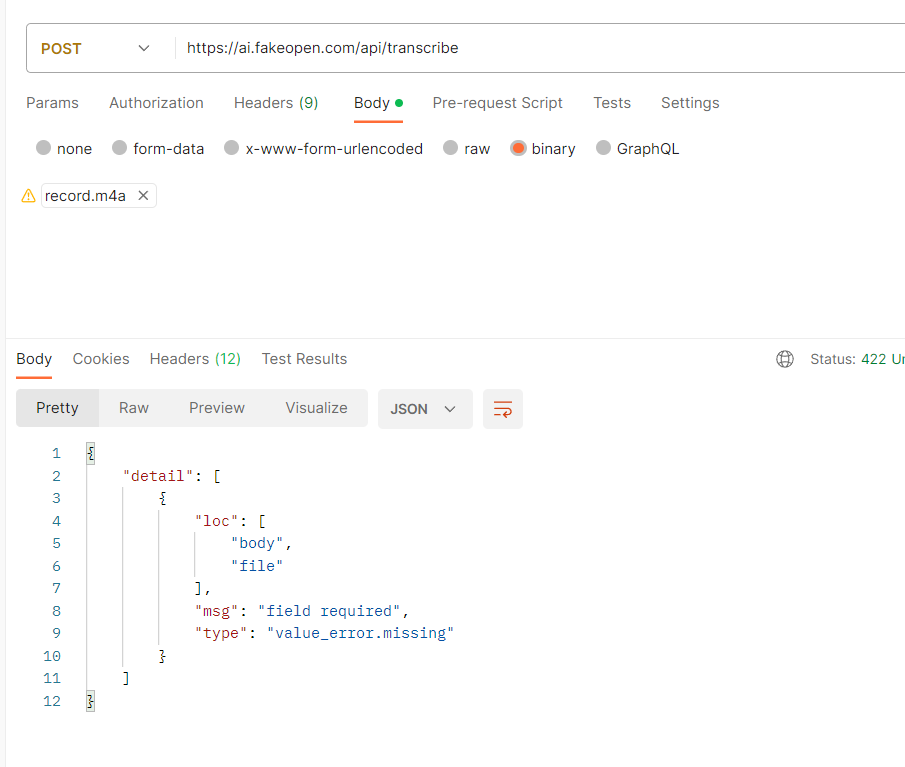 POST https://ai.fakeopen.com/api/transcribe
Params Authorization Headers (9) Body Pre-request Script Tests Settings
none form-data x-www-form-urlencoded raw binary GraphQL
record.m4a
Body Cookies Headers (12) Test Results Status: 422
Pretty Raw Preview Visualize JSON
1 {
2 "detail": [
3 {
4 "loc": [
5 "body",
6 "file"
7 ],
8 "msg": "field required",
9 "type": "value_error.missing"
10 }
11 ]
12 }